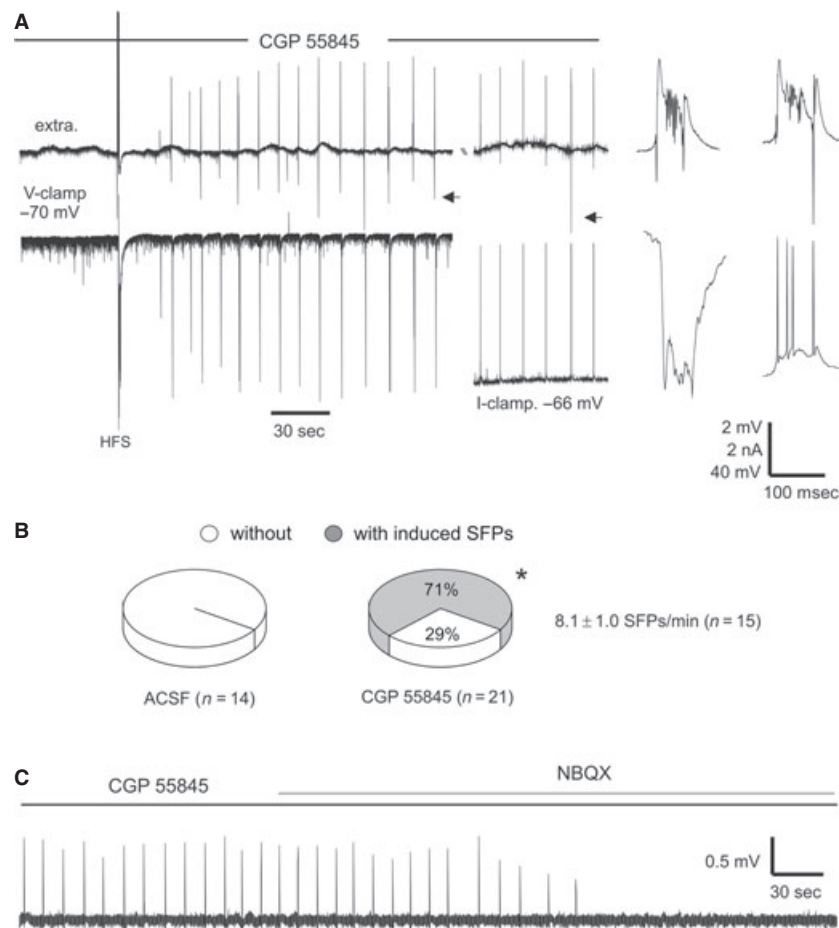 A
CGP 55845
extra.
V-clamp
–70 mV
I-clamp. –66 mV
HFS
30 sec
2 mV
2 nA
40 mV
100 msec
B
without
with induced SFPs
71%
*
29%
8.1 ± 1.0 SFPs/min (n = 15)
ACSF (n = 14)
CGP 55845 (n = 21)
C
CGP 55845
NBQX
0.5 mV
30 sec